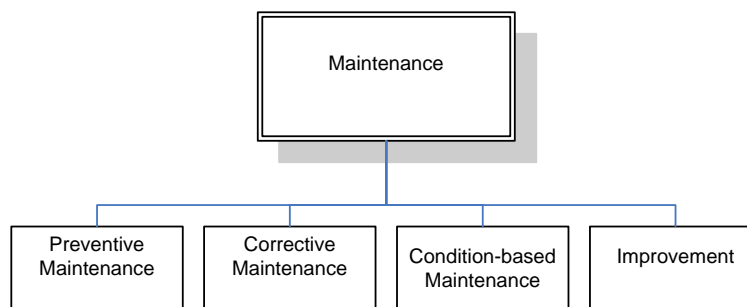 Maintenance
Preventive
Maintenance
Corrective
Maintenance
Condition-based
Maintenance
Improvement